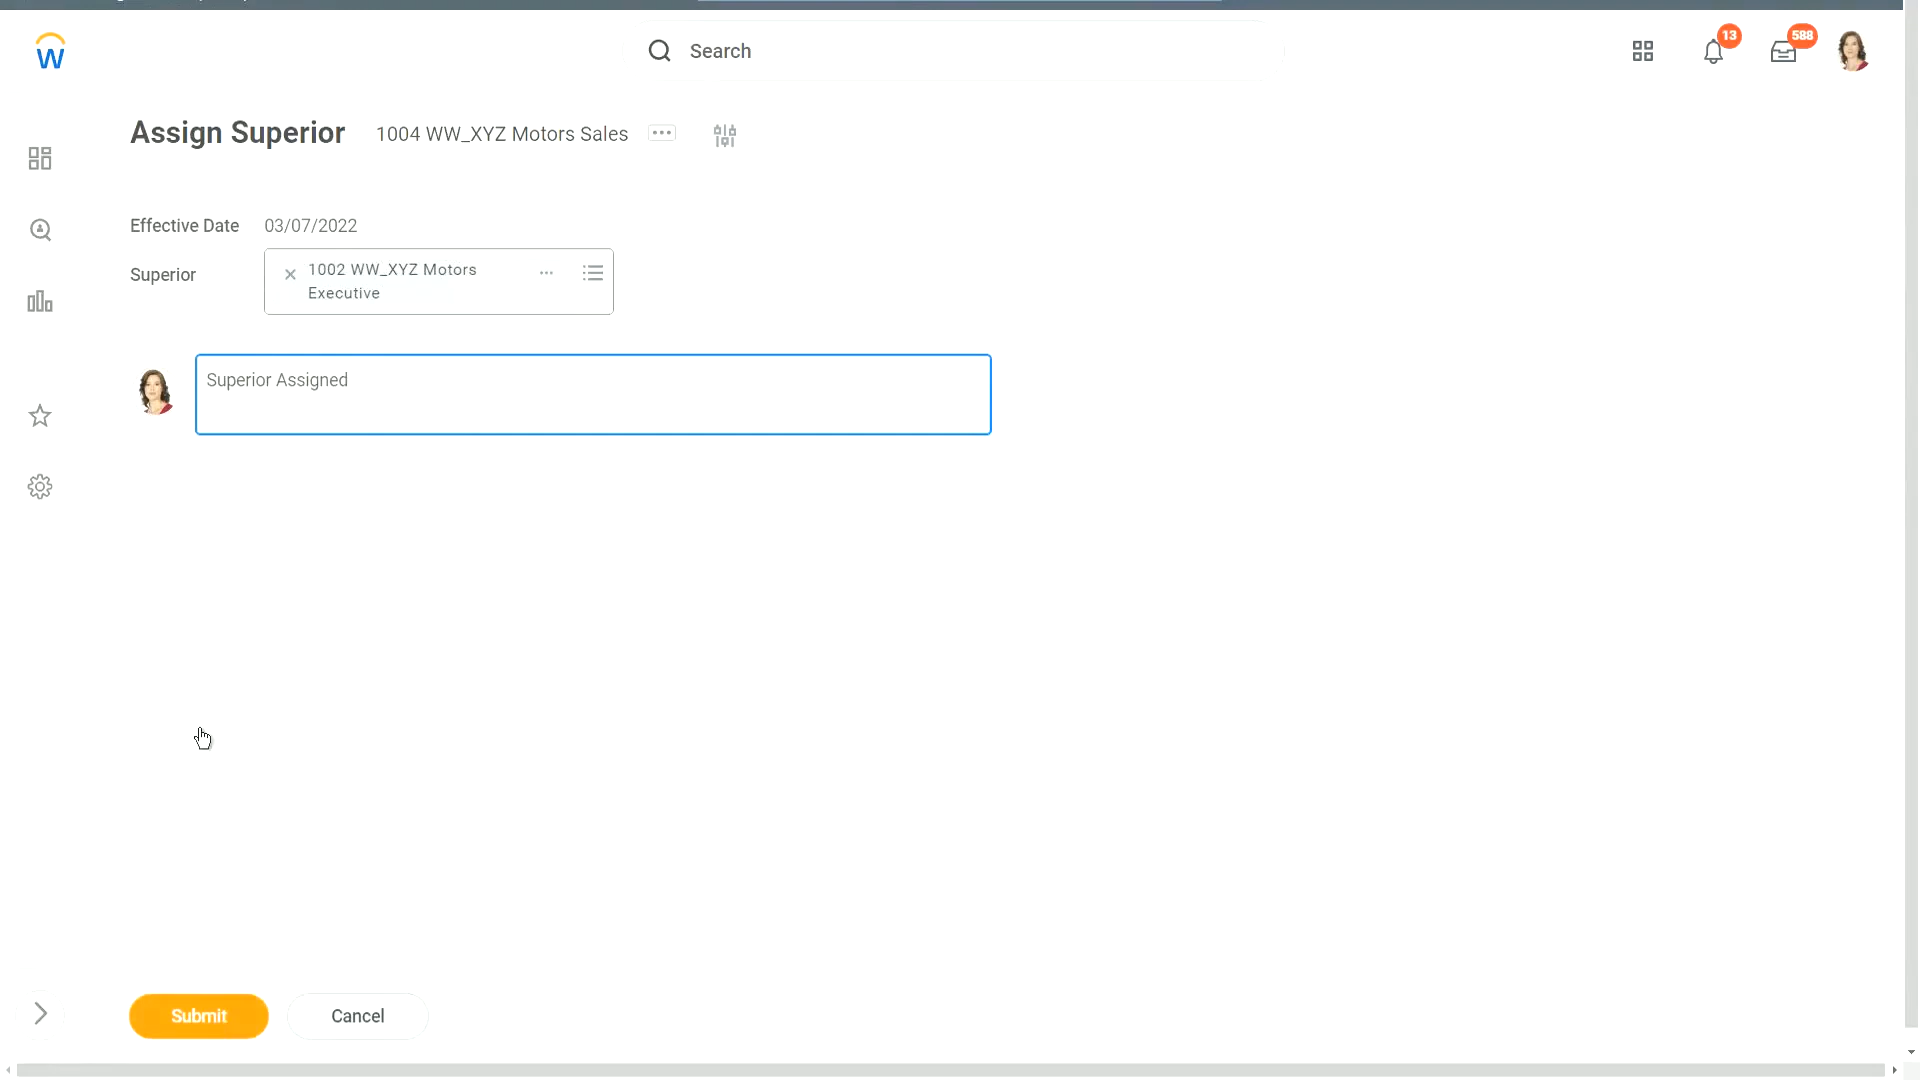 W
Search
13
588
Assign Superior 1004 WW_XYZ Motors Sales
Effective Date 03/07/2022
Superior
1002 WW_XYZ Motors
Executive
Superior Assigned
Submit
Cancel